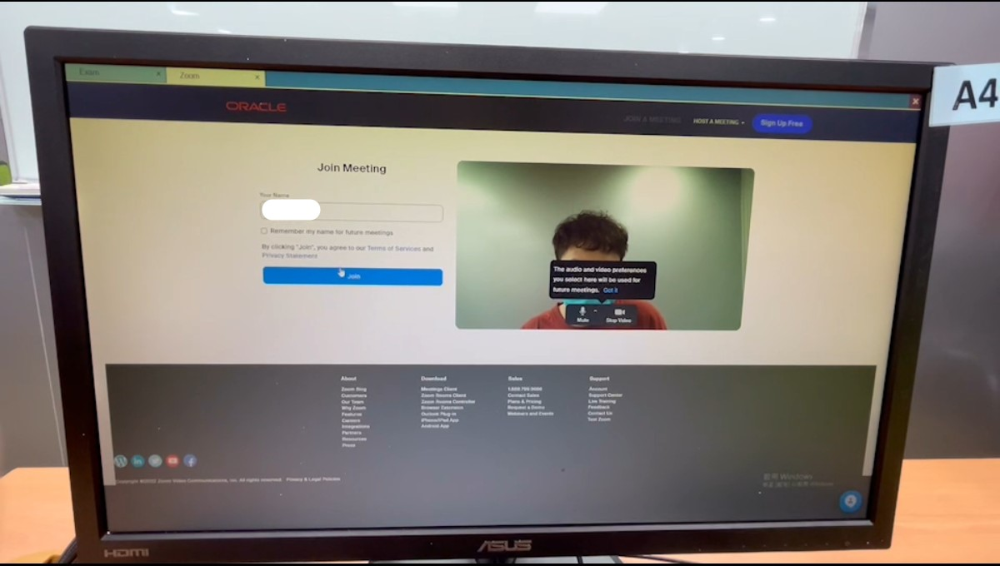 Exam
Zoom
A4
ORACLE
JOIN A MEETING
HOST A MEETING
Sign Up Free
Join Meeting
Your Name
Remember my name for future meetings
By clicking "Join", you agree to our Terms of Services and
Privacy Statement
Join
The audio and video preferences
you select here will be used for
future meetings. Got it
Mute
Stop Video
About
Zoom Blog
Customers
Our Team
Why Zoom
Features
Careers
Integrations
Partners
Resources
Press
Download
Meetings Client
Zoom Rooms Client
Zoom Rooms Controller
Browser Extension
Outlook Plug-in
iPhone/iPad App
Android App
Sales
1.888.799.9666
Contact Sales
Plans & Pricing
Request a Demo
Webinars and Events
Support
Account
Support Center
Live Training
Feedback
Contact Us
Test Zoom
Copyright ©2022 Zoom Video Communications, Inc. All rights reserved. Privacy & Legal Policies
Windows
Windows
HDMI
ASUS